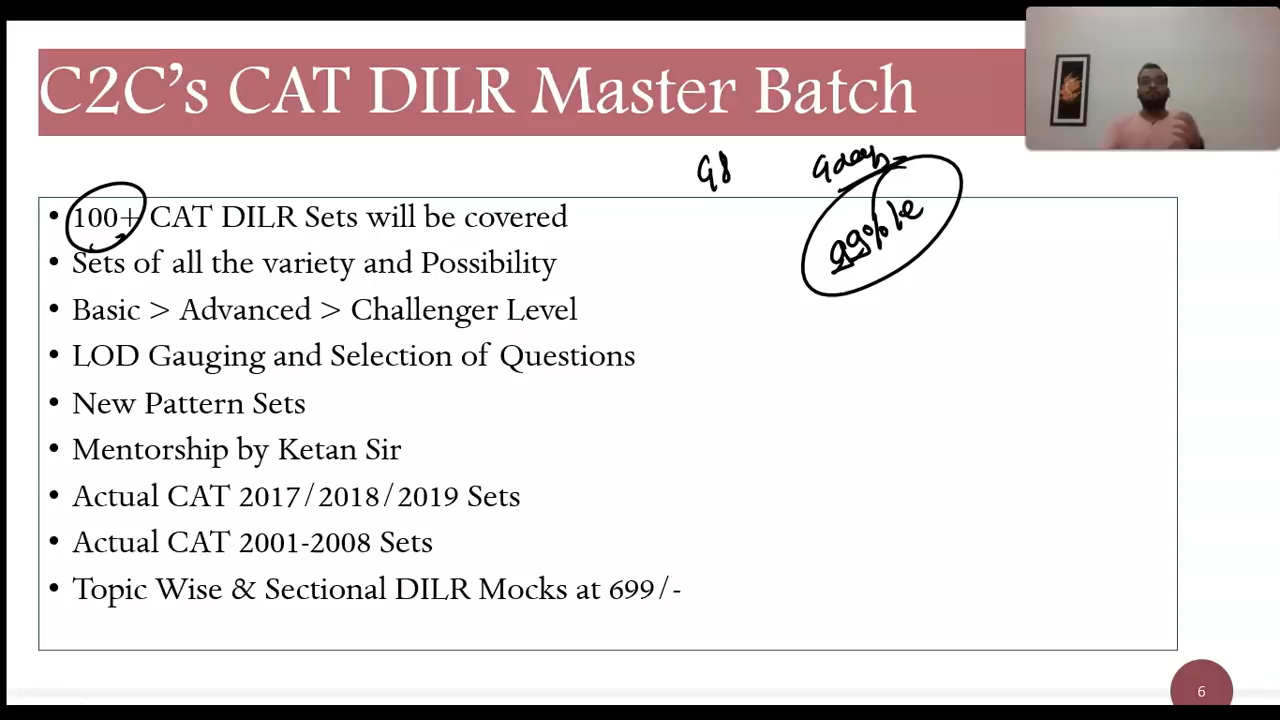 C2C’s CAT DILR Master Batch
98
99%le
• 100+ CAT DILR Sets will be covered
• Sets of all the variety and Possibility
• Basic > Advanced > Challenger Level
• LOD Gauging and Selection of Questions
• New Pattern Sets
• Mentorship by Ketan Sir
• Actual CAT 2017/2018/2019 Sets
• Actual CAT 2001-2008 Sets
• Topic Wise & Sectional DILR Mocks at 699/-
6